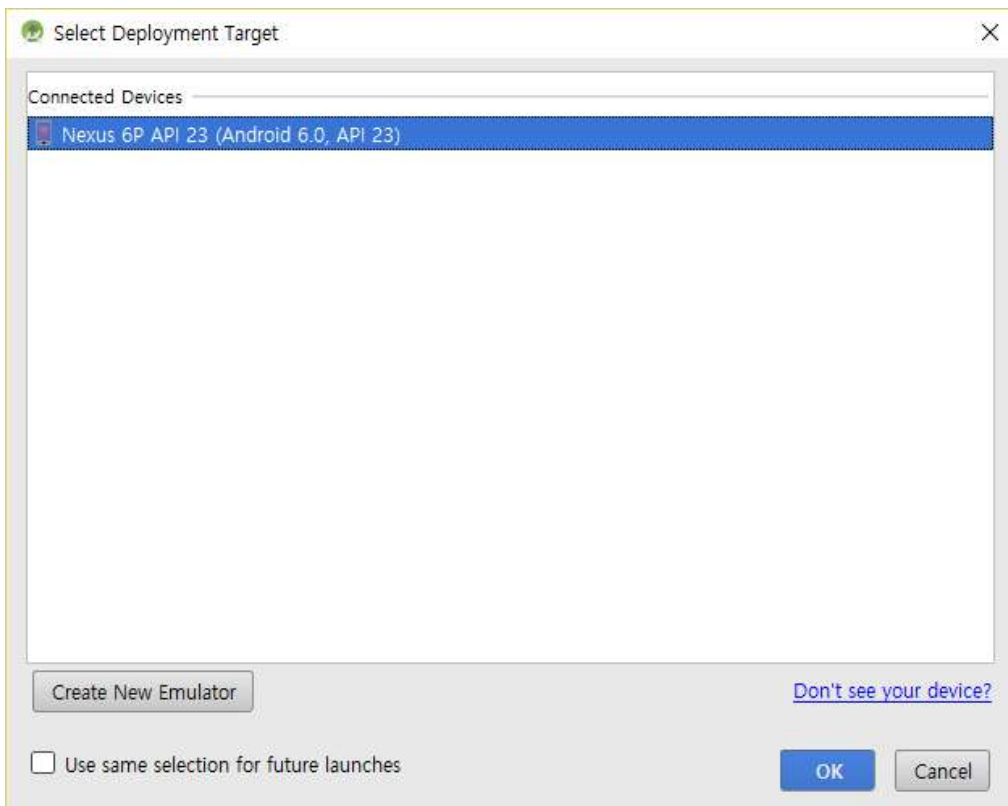 Select Deployment Target
Connected Devices
Nexus 6P API 23 (Android 6.0, API 23)
Create New Emulator
Don't see your device?
Use same selection for future launches
OK
Cancel